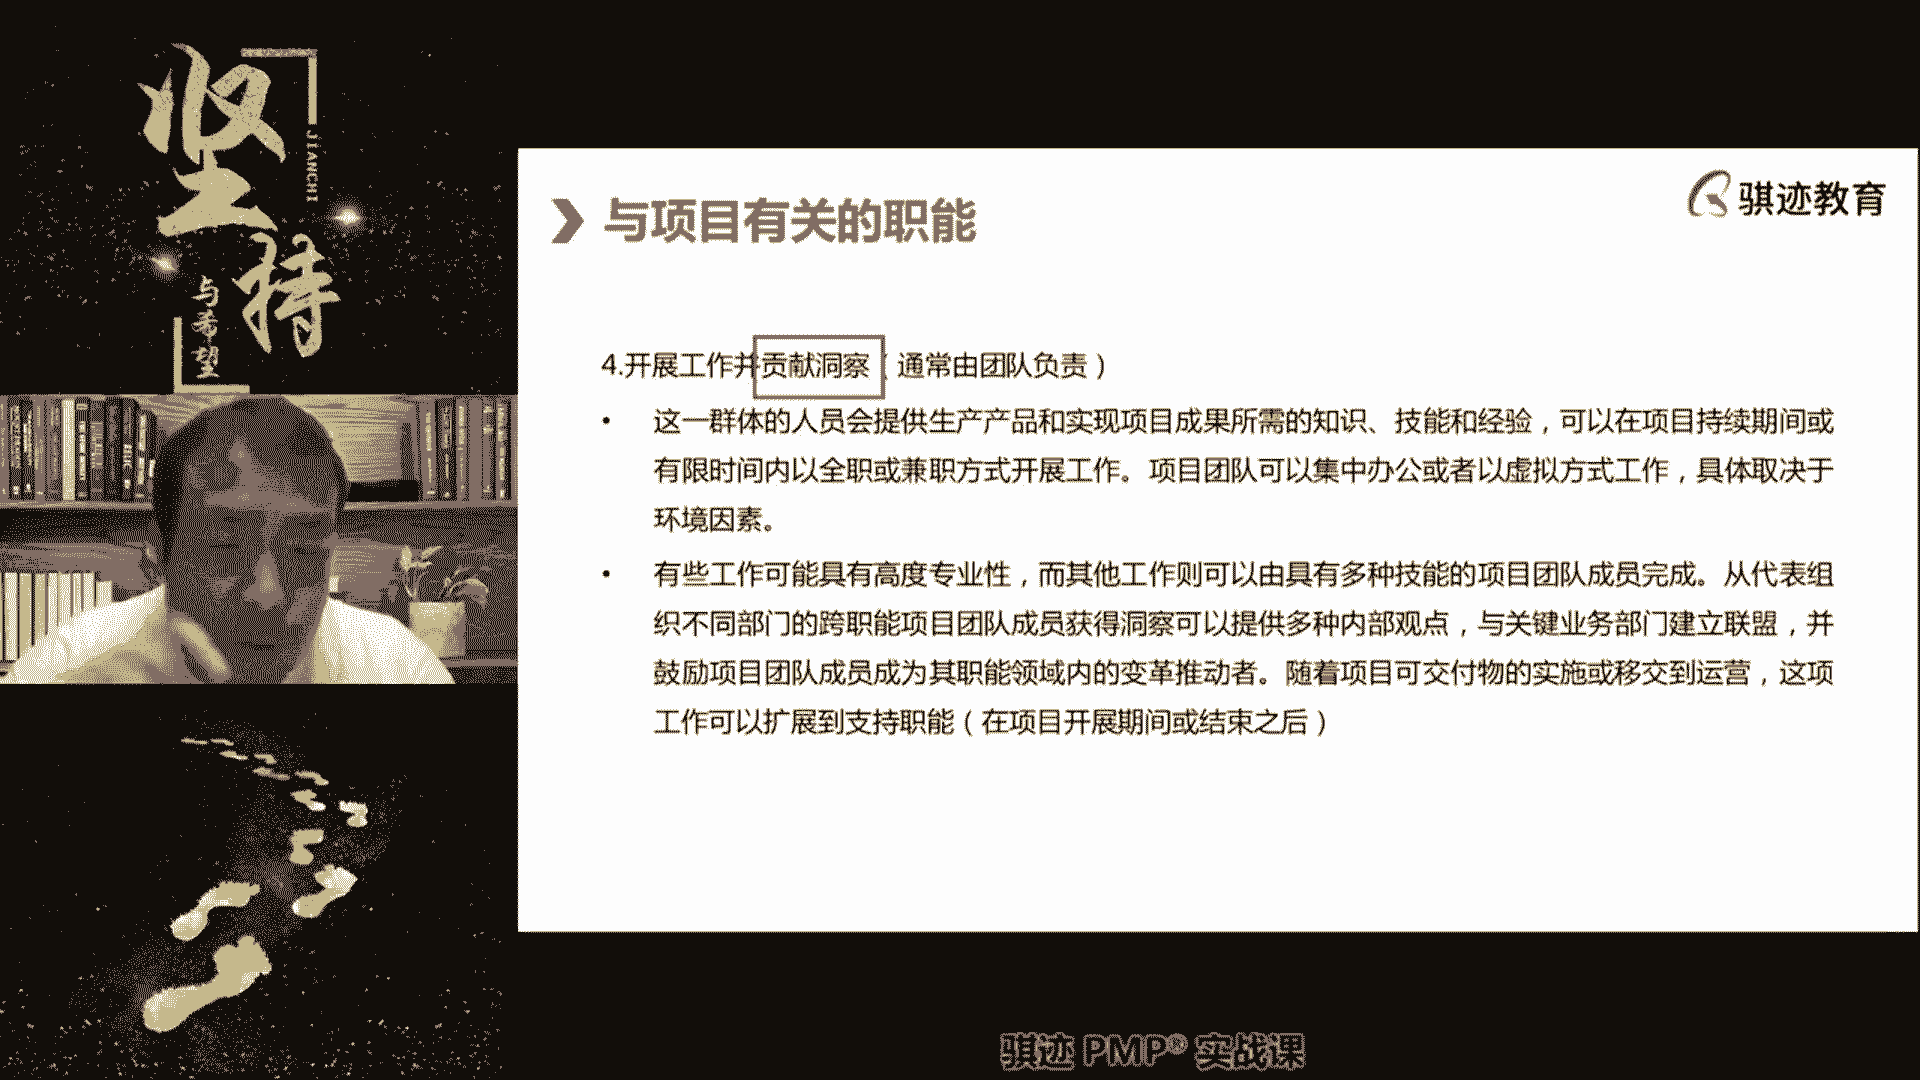 坚持
JIANCHI
与希望
骐迹教育
与项目有关的职能
4.开展工作并贡献洞察（通常由团队负责）
• 这一群体的人员会提供生产产品和实现项目成果所需的知识、技能和经验，可以在项目持续期间或
有限时间内以全职或兼职方式开展工作。项目团队可以集中办公或者以虚拟方式工作，具体取决于
环境因素。
• 有些工作可能具有高度专业性，而其他工作则可以由具有多种技能的项目团队成员完成。从代表组
织不同部门的跨职能项目团队成员获得洞察可以提供多种内部观点，与关键业务部门建立联盟，并
鼓励项目团队成员成为其职能领域内的变革推动者。随着项目可交付物的实施或移交到运营，这项
工作可以扩展到支持职能（在项目开展期间或结束之后）
骐迹 PMP® 实战课